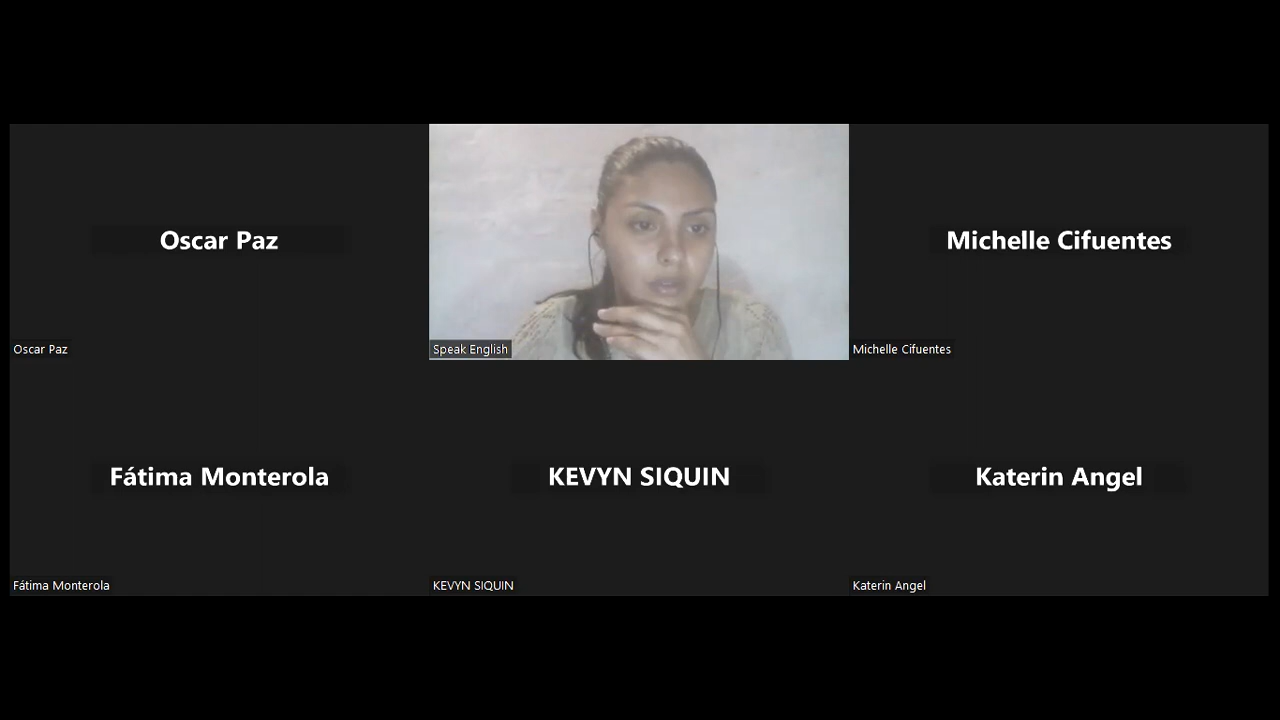 Oscar Paz
Michelle Cifuentes
Oscar Paz
Speak English
Michelle Cifuentes
Fátima Monterola
KEVYN SIQUIN
Katerin Angel
Fátima Monterola
KEVYN SIQUIN
Katerin Angel